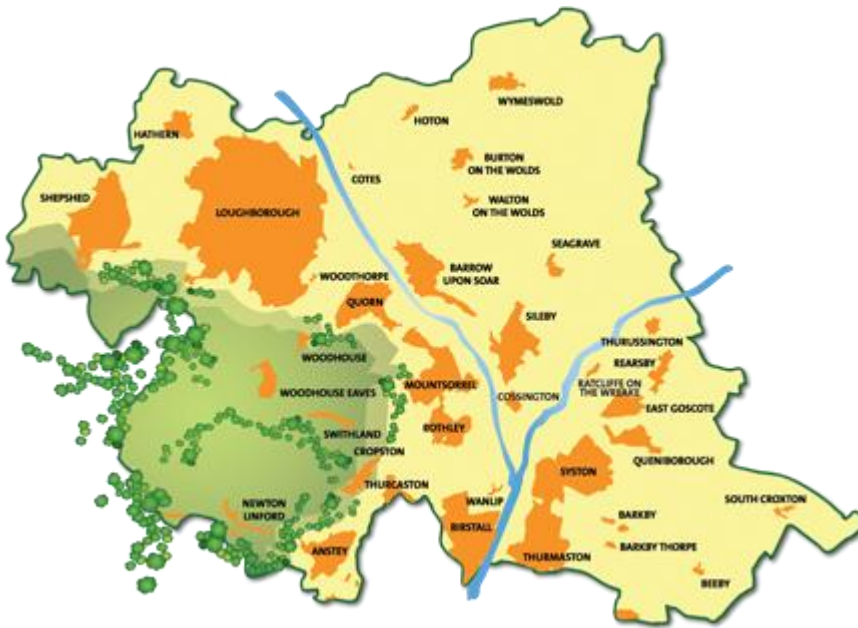 WYMESWOLD
HOTON
HATHERN
BURTON
ON THE WOLDS
COTES
SHEPSHED
WALTON
ON THE WOLDS
LOUGHBOROUGH
SEAGRAVE
BARROW
UPON SOAR
WOODTHORPE
QUORN
SILEBY
THURUSSINGTON
WOODHOUSE
REARSBY
MOUNTSORREL
RATCLIFFE ON
THE WREAKE
WOODHOUSE EAVES
COSSINGTON
EAST GOSCOTE
ROTHLEY
SWITHLAND
CROPSTON
QUENIBOROUGH
SYSTON
THURCASTON
WANLIP
SOUTH CROXTON
NEWTON
LINFORD
BARKBY
BIRSTALL
BARKBY THORPE
ANSTEY
THURMASTON
BEEBY